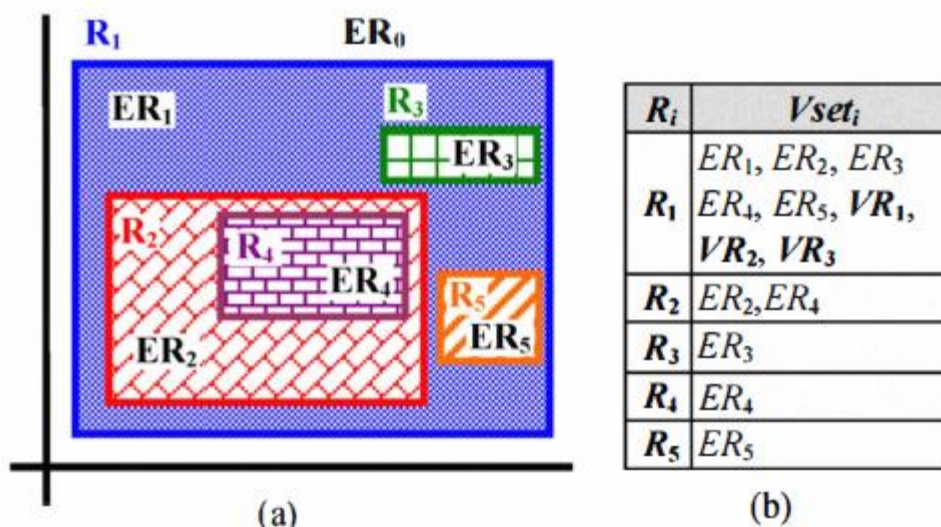 R₁ ER₀
ER₁
R₃
ER₃
R₂
R₄
ER₄
R₅
ER₅
ER₂
(a)
Rᵢ Vsetᵢ
R₁ ER₁, ER₂, ER₃
ER₄, ER₅, VR₁,
VR₂, VR₃
R₂ ER₂,ER₄
R₃ ER₃
R₄ ER₄
R₅ ER₅
(b)